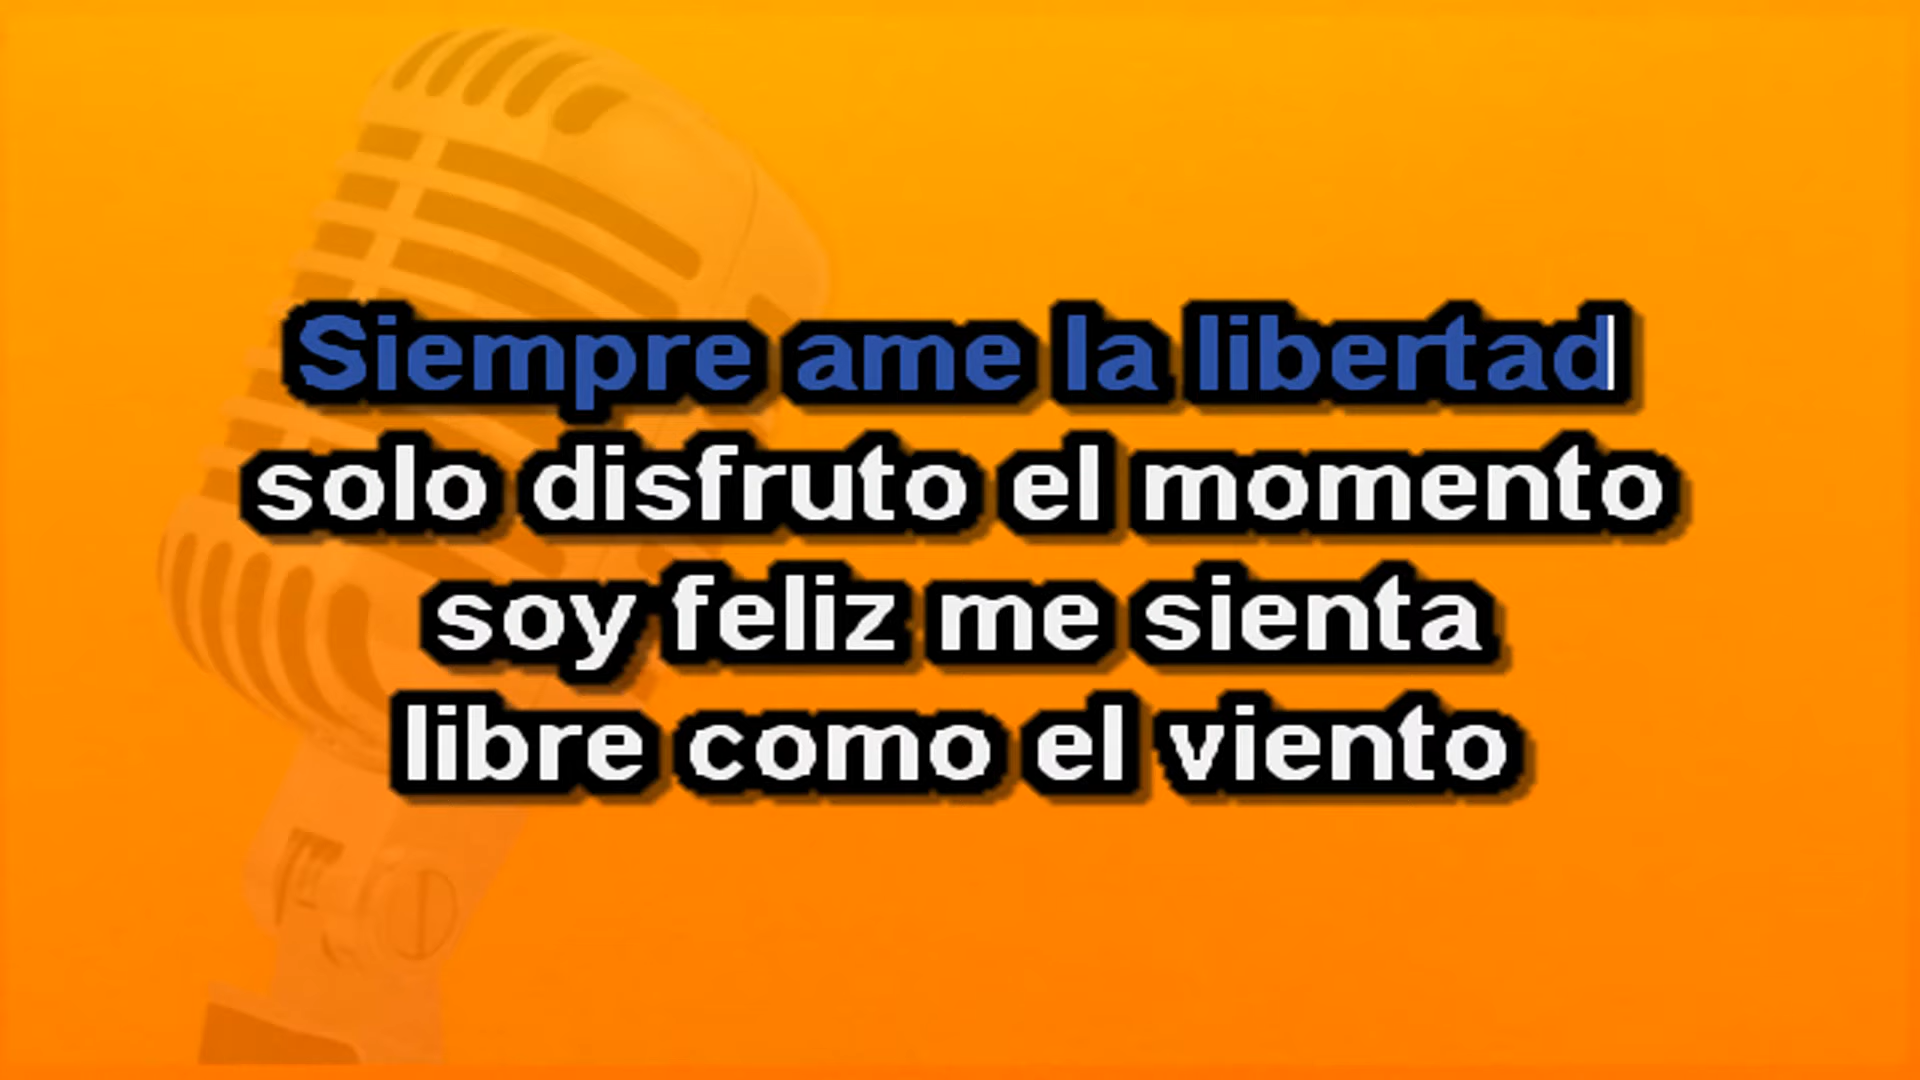 Siempre ame la libertad
solo disfruto el momento
soy feliz me sienta
libre como el viento